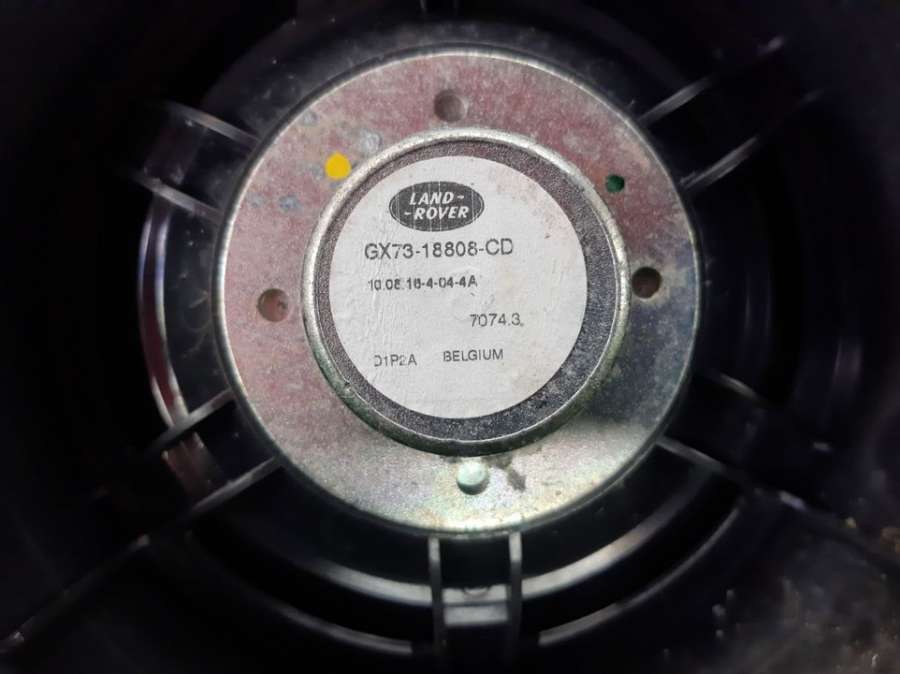 LAND-
-ROVER
GX73-18808-CD
10.08.16-4-04-4A
7074.3
D1P2A BELGIUM